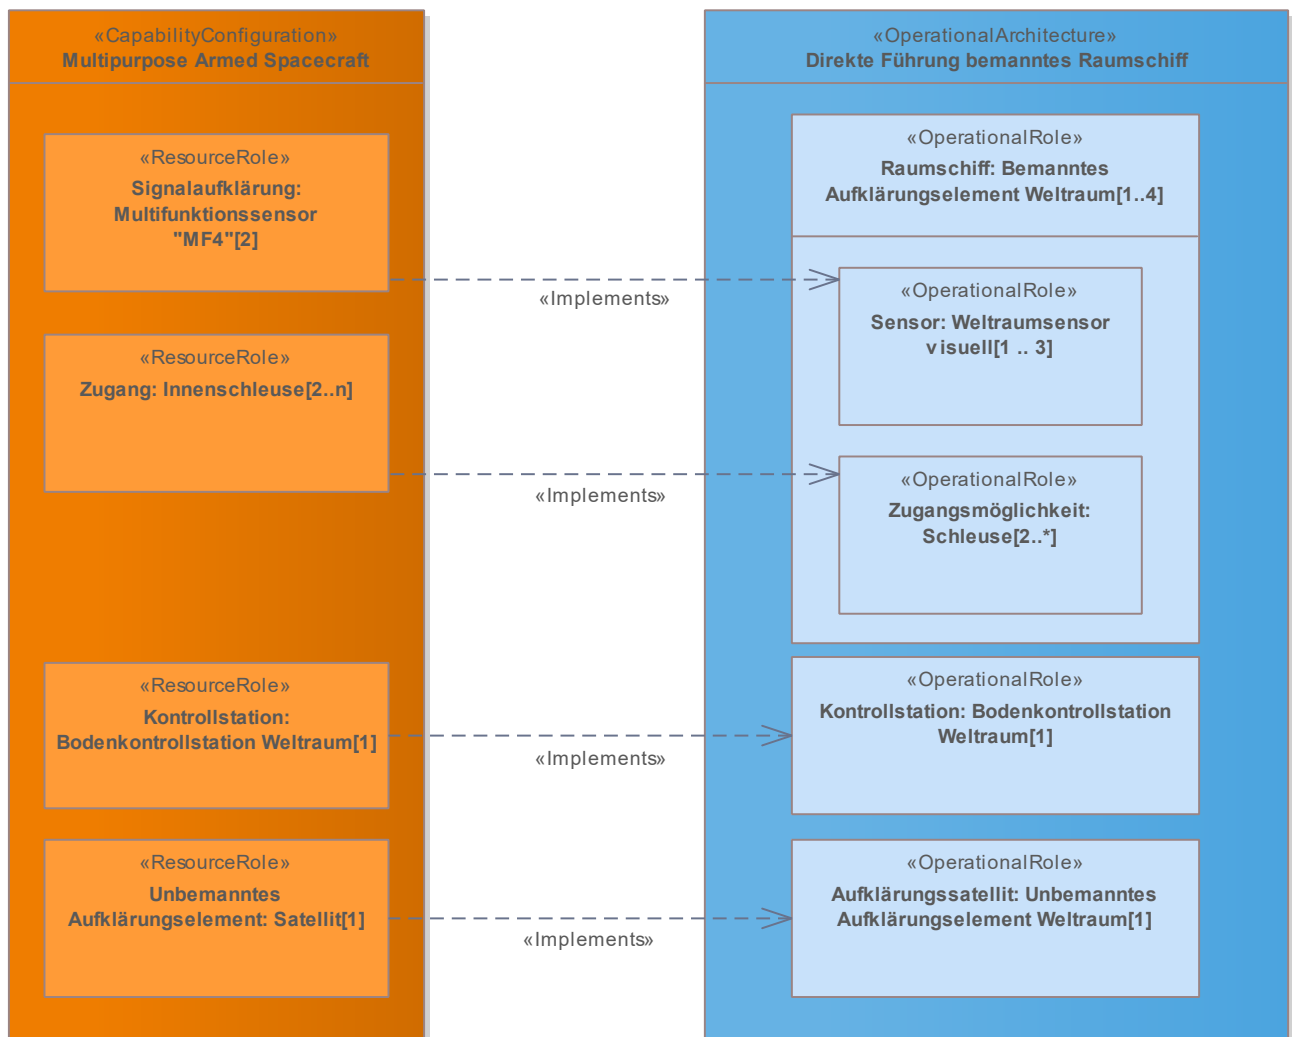 «CapabilityConfiguration»
Multipurpose Armed Spacecraft
«ResourceRole»
Signalaufklärung:
Multifunktionssensor
"MF4"[2]
«ResourceRole»
Zugang: Innenschleuse[2..n]
«ResourceRole»
Kontrollstation:
Bodenkontrollstation Weltraum[1]
«ResourceRole»
Unbemanntes
Aufklärungselement: Satellit[1]
«Implements»
«Implements»
«Implements»
«Implements»
«OperationalArchitecture»
Direkte Führung bemanntes Raumschiff
«OperationalRole»
Raumschiff: Bemanntes
Aufklärungselement Weltraum[1..4]
«OperationalRole»
Sensor: Weltraumsensor
visuell[1 .. 3]
«OperationalRole»
Zugangsmöglichkeit:
Schleuse[2..*]
«OperationalRole»
Kontrollstation: Bodenkontrollstation
Weltraum[1]
«OperationalRole»
Aufklärungssatellit: Unbemanntes
Aufklärungselement Weltraum[1]